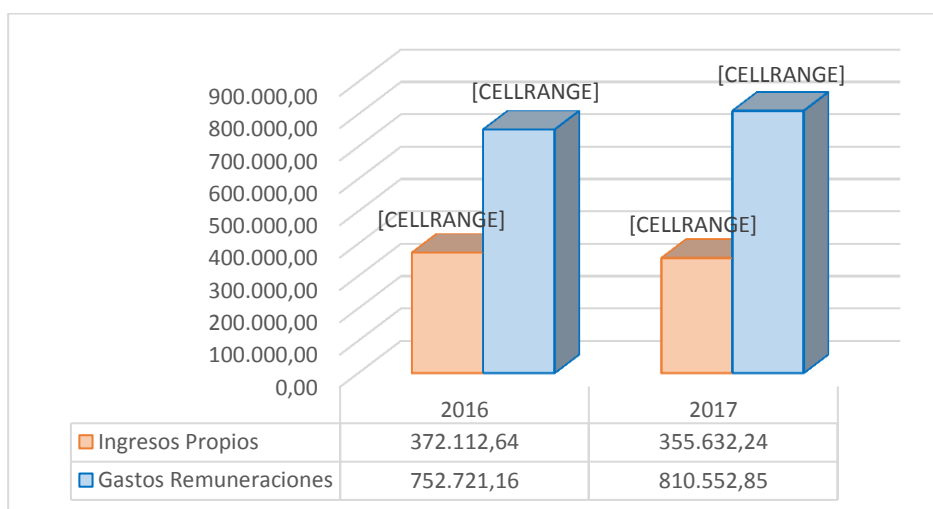 [CELLRANGE]
[CELLRANGE]
[CELLRANGE]
[CELLRANGE]
900.000,00
800.000,00
700.000,00
600.000,00
500.000,00
400.000,00
300.000,00
200.000,00
100.000,00
0,00
2016 2017
Ingresos Propios 372.112,64 355.632,24
Gastos Remuneraciones 752.721,16 810.552,85